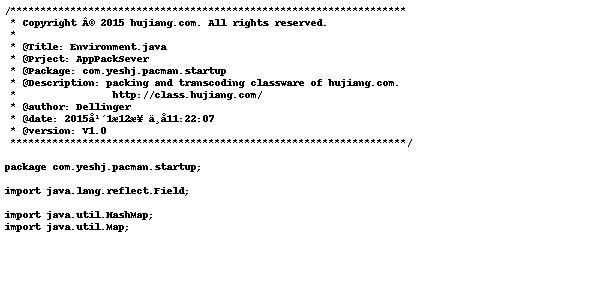 /******************************************************************
 * Copyright Â© 2015 hujiang.com. All rights reserved.
 *
 * @Title: Environment.java
 * @Prject: AppPackSever
 * @Package: com.yeshj.pacman.startup
 * @Description: packing and transcoding classware of hujiang.com.
 *                http://class.hujiang.com/
 * @author: Dellinger
 * @date: 2015å¹´1æ12æ¥ ä¸å11:22:07
 * @version: V1.0
 ******************************************************************/
package com.yeshj.pacman.startup;
import java.lang.reflect.Field;
import java.util.HashMap;
import java.util.Map;